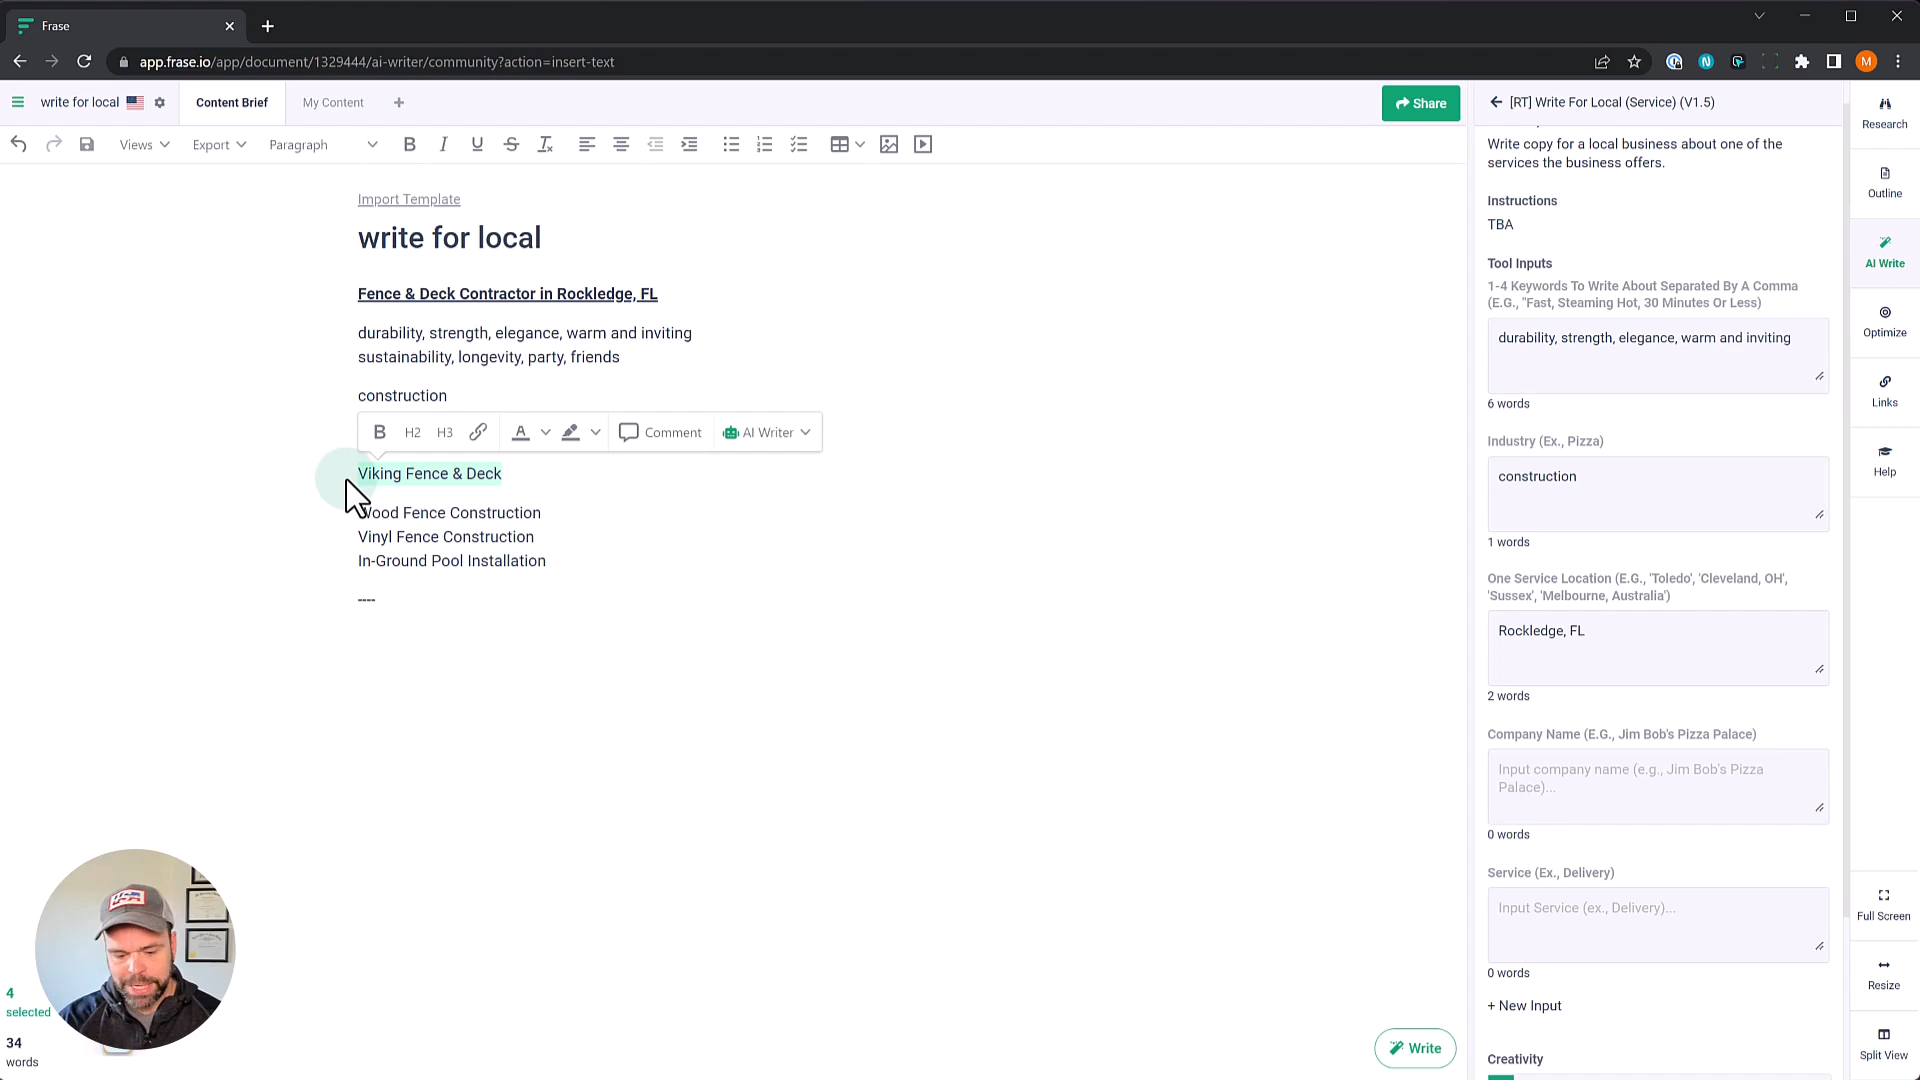 Frase
app.frase.io/app/document/1329444/ai-writer/community?action=insert-text
M
write for local
Content Brief
My Content
Share
[RT] Write For Local (Service) (V1.5)
Research
Views
Export
Paragraph
Import Template
write for local
Fence & Deck Contractor in Rockledge, FL
durability, strength, elegance, warm and inviting
sustainability, longevity, party, friends
construction
B H2 H3 A Comment AI Writer
Viking Fence & Deck
Wood Fence Construction
Vinyl Fence Construction
In-Ground Pool Installation
----
4
selected
34
words
Write
Write copy for a local business about one of the
services the business offers.
Instructions
TBA
Tool Inputs
1-4 Keywords To Write About Separated By A Comma
(E.G., "Fast, Steaming Hot, 30 Minutes Or Less)
durability, strength, elegance, warm and inviting
6 words
Industry (Ex., Pizza)
construction
1 words
One Service Location (E.G., 'Toledo', 'Cleveland, OH',
'Sussex', 'Melbourne, Australia')
Rockledge, FL
2 words
Company Name (E.G., Jim Bob's Pizza Palace)
Input company name (e.g., Jim Bob's Pizza
Palace)...
0 words
Service (Ex., Delivery)
Input Service (ex., Delivery)...
0 words
+ New Input
Creativity
Outline
AI Write
Optimize
Links
Help
Full Screen
Resize
Split View